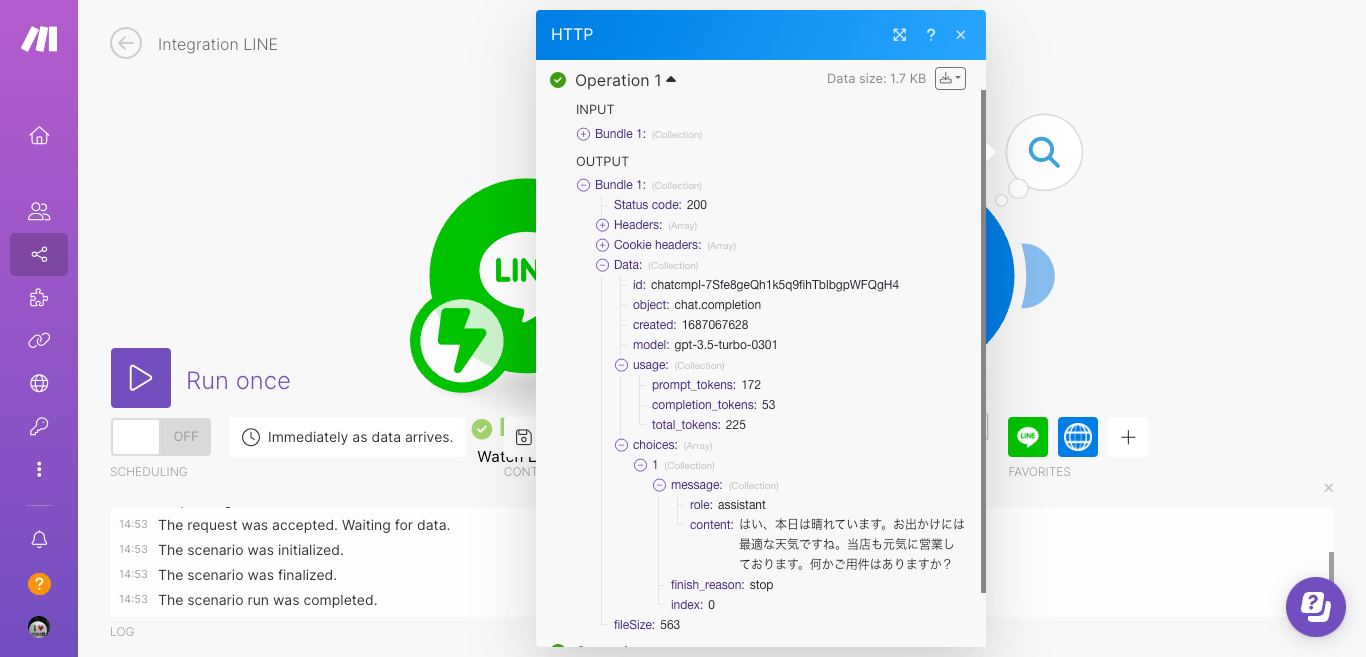 Integration LINE
HTTP
?
Operation 1
Data size: 1.7 KB
INPUT
Bundle 1: (Collection)
OUTPUT
Bundle 1: (Collection)
Status code: 200
Headers: (Array)
Cookie headers: (Array)
Data: (Collection)
id: chatcmpl-7Sfe8geQh1k5q9fihTblbgpWFQgH4
object: chat.completion
created: 1687067628
model: gpt-3.5-turbo-0301
usage: (Collection)
prompt_tokens: 172
completion_tokens: 53
total_tokens: 225
choices: (Array)
1 (Collection)
message: (Collection)
role: assistant
content: はい、本日は晴れています。お出かけには
最適な天気ですね。当店も元気に営業し
ております。何かご用件はありますか？
finish_reason: stop
index: 0
fileSize: 563
LIN
Run once
OFF
Immediately as data arrives.
Watch
LINE
SCHEDULING
CONT
FAVORITES
14:53 The request was accepted. Waiting for data.
14:53 The scenario was initialized.
14:53 The scenario was finalized.
14:53 The scenario run was completed.
LOG